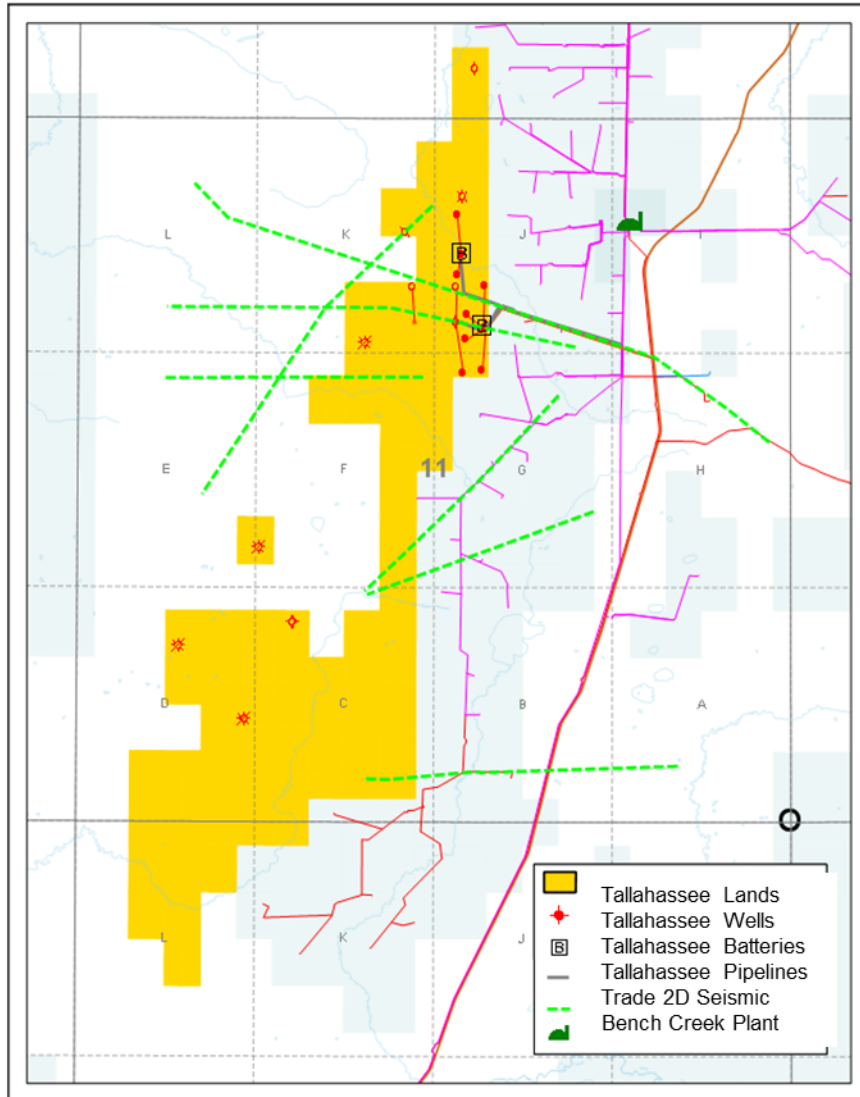 L
K
J
I
B
B
E
F
11
G
H
D
C
B
A
L
K
J
Tallahassee Lands
Tallahassee Wells
B Tallahassee Batteries
Tallahassee Pipelines
Trade 2D Seismic
Bench Creek Plant